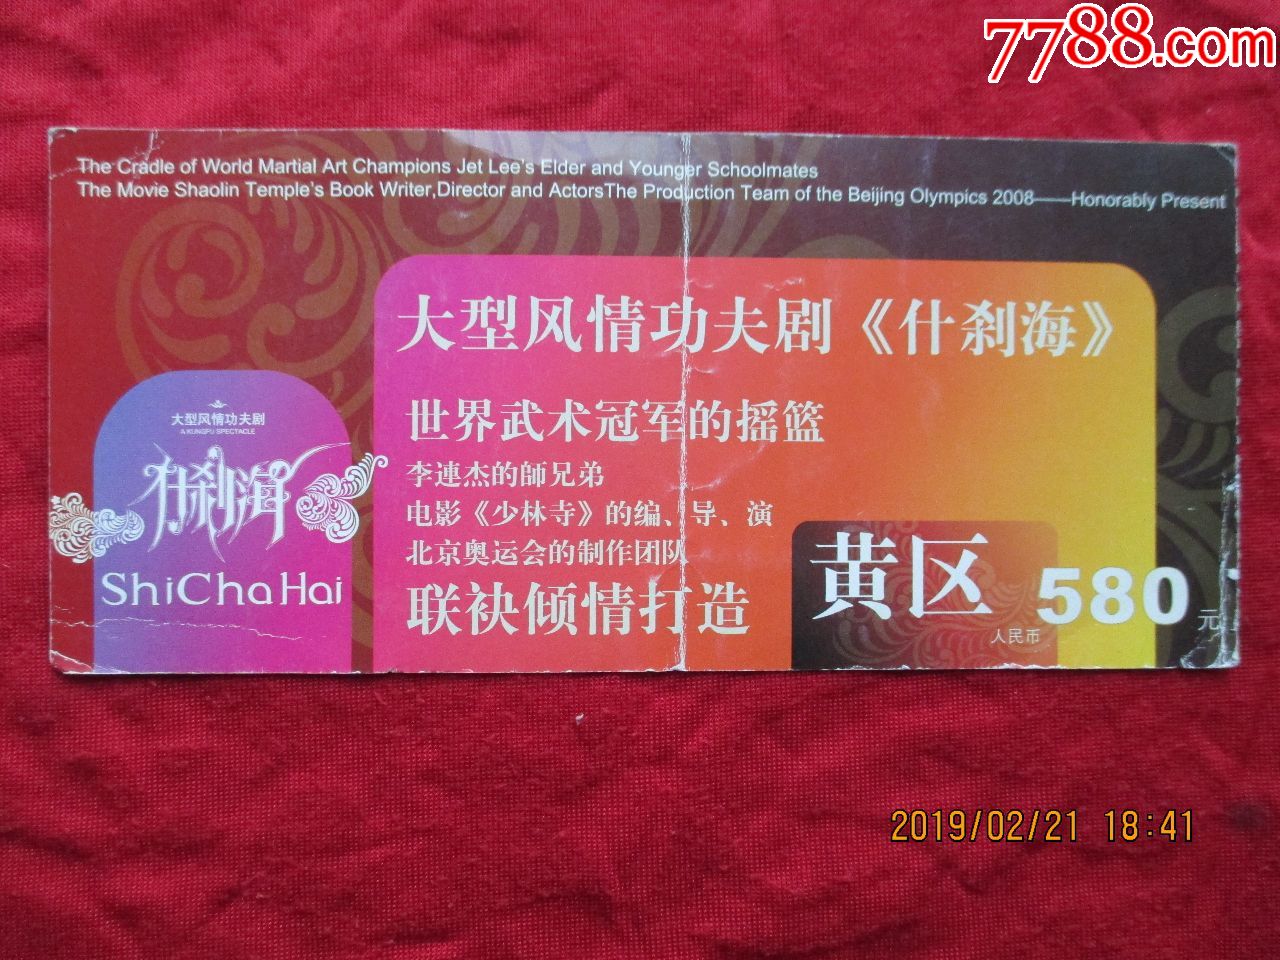 7788.com
The Cradle of World Martial Art Champions Jet Lee's Elder and Younger Schoolmates
The Movie Shaolin Temple's Book Writer,Director and ActorsThe Production Team of the Beijing Olympics 2008——Honorably Present
大型风情功夫剧《什刹海》
世界武术冠军的摇篮
李連杰的師兄弟
电影《少林寺》的编、导、演
北京奥运会的制作团队
联袂倾情打造
大型风情功夫剧
A KUNGFU SPECTACLE
什刹海
ShiChaHai
黄区
人民币 580 元
2019/02/21 18:41